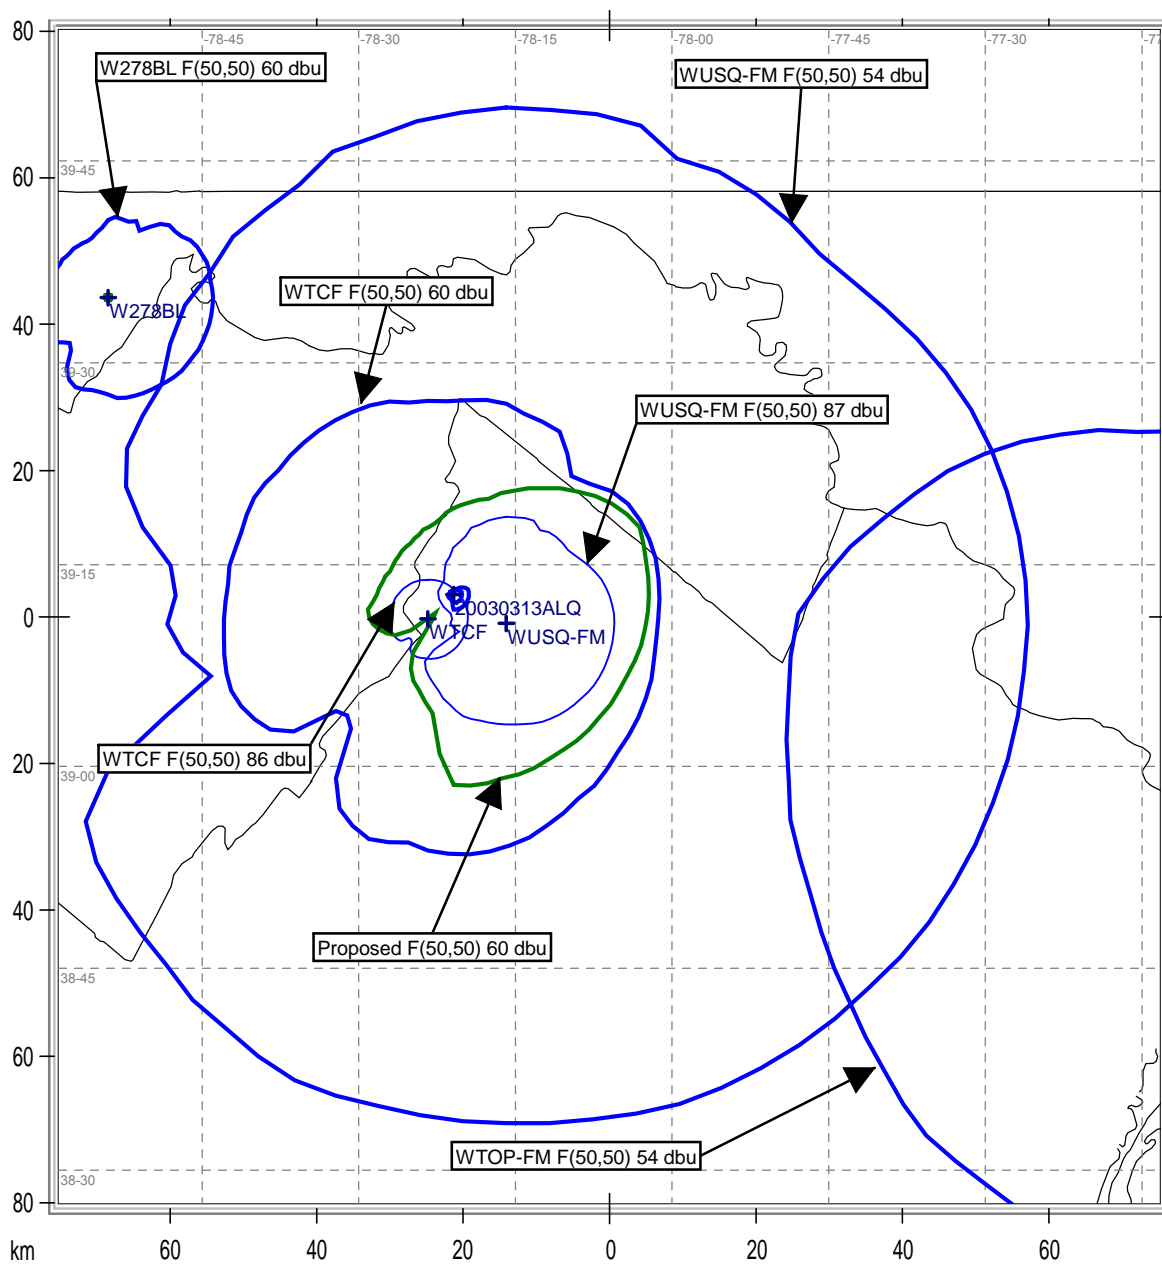 80
-78-45
-78-30
-78-15
-78-00
-77-45
-77-30
-77
W278BL F(50,50) 60 dbu
WUSQ-FM F(50,50) 54 dbu
39-45
60
WTCF F(50,50) 60 dbu
W278BL
40
39-30
WUSQ-FM F(50,50) 87 dbu
20
39-15
20030313ALQ
0
WTCF
WUSQ-FM
WTCF F(50,50) 86 dbu
20
39-00
40
Proposed F(50,50) 60 dbu
38-45
60
WTOP-FM F(50,50) 54 dbu
38-30
80
km
60
40
20
0
20
40
60